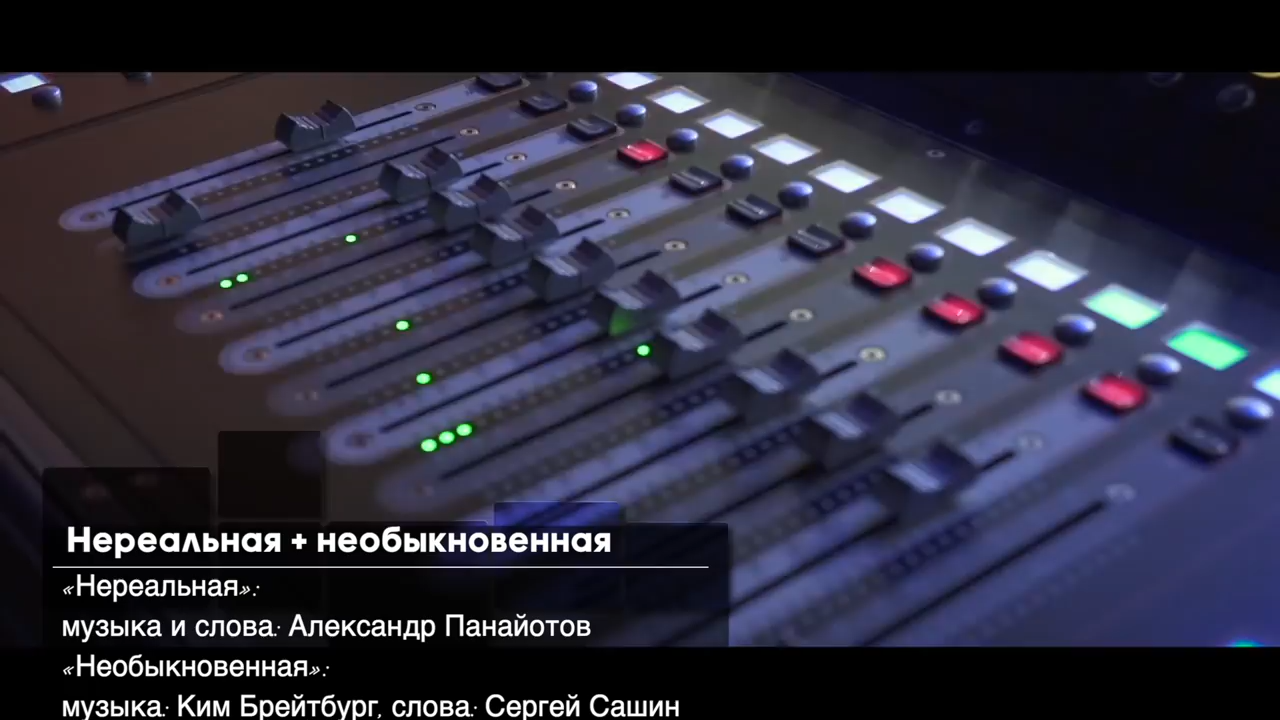 Нереальная + необыкновенная
«Нереальная»:
музыка и слова: Александр Панайотов
«Необыкновенная»:
музыка: Ким Брейтбург, слова: Сергей Сашин